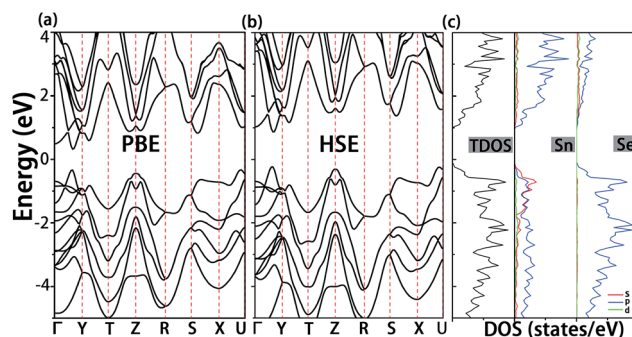 (a)
(b)
(c)
Energy (eV)
4
2
0
-2
-4
PBE
HSE
TDOS
Sn
Se
s
p
d
Γ Y T Z R S X U
Γ Y T Z R S X U
DOS (states/eV)